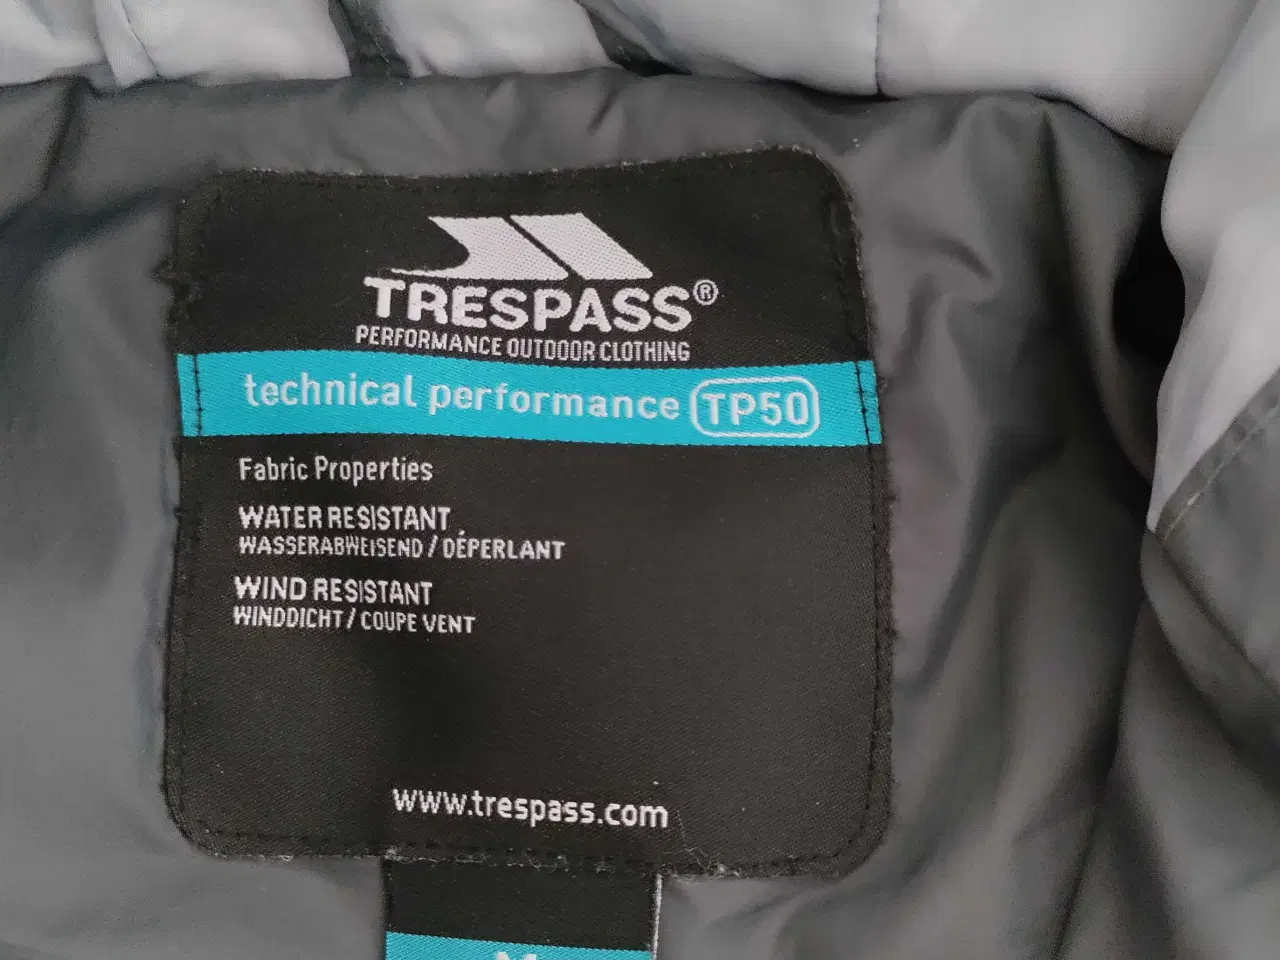 TRESPASS®
PERFORMANCE OUTDOOR CLOTHING
technical performance TP50
Fabric Properties
WATER RESISTANT
WASSERABWEISEND / DÉPERLANT
WIND RESISTANT
WINDDICHT / COUPE VENT
www.trespass.com